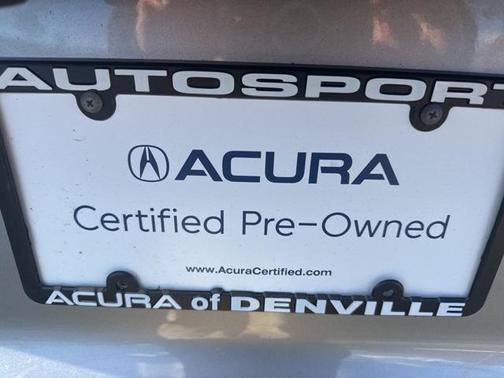 AUTOSPORT
ACURA
Certified Pre-Owned
www.AcuraCertified.com
ACURA of DENVILLE